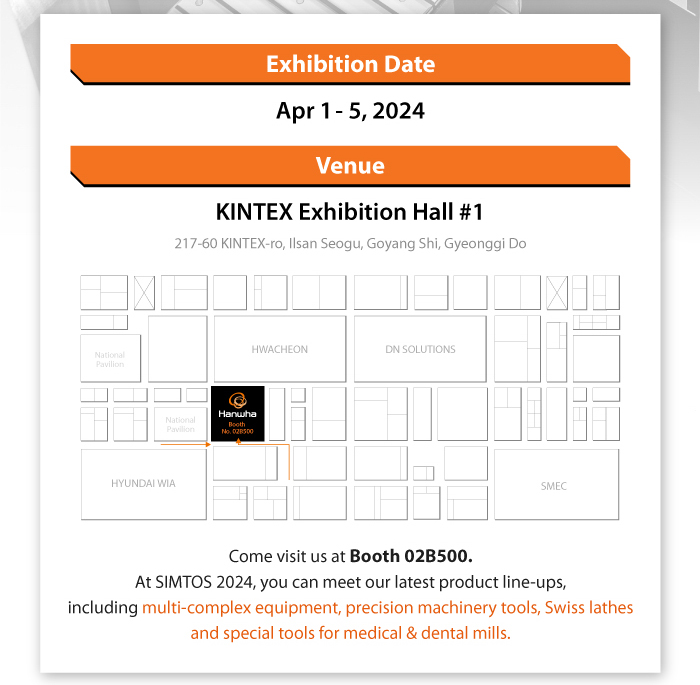 Exhibition Date
Apr 1 - 5, 2024
Venue
KINTEX Exhibition Hall #1
217-60 KINTEX-ro, Ilsan Seogu, Goyang Shi, Gyeonggi Do
HWACHEON
DN SOLUTIONS
National
Pavilion
Hanwha
Booth
No. 02B500
National
Pavilion
HYUNDAI WIA
SMEC
Come visit us at Booth 02B500.
At SIMTOS 2024, you can meet our latest product line-ups,
including multi-complex equipment, precision machinery tools, Swiss lathes
and special tools for medical & dental mills.